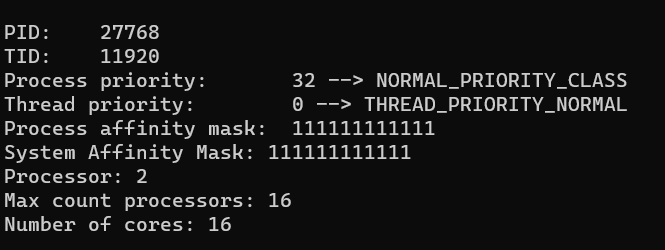 PID:    27768
TID:    11920
Process priority:       32 --> NORMAL_PRIORITY_CLASS
Thread priority:        0 --> THREAD_PRIORITY_NORMAL
Process affinity mask:  111111111111
System Affinity Mask: 111111111111
Processor: 2
Max count processors: 16
Number of cores: 16